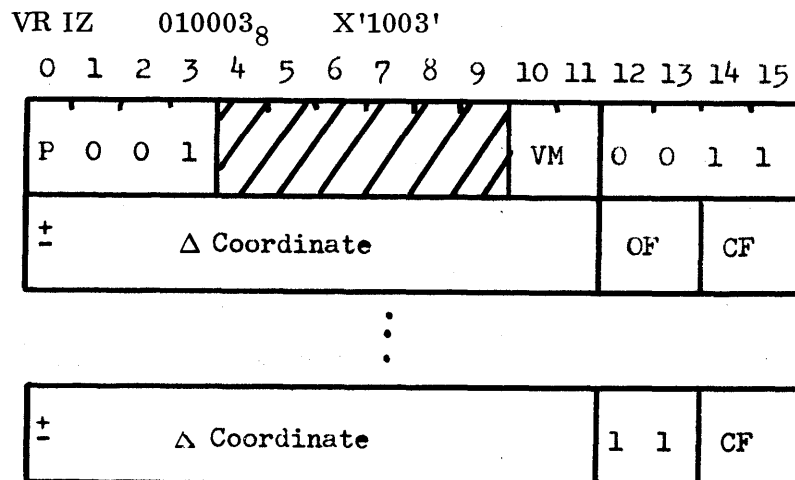 VR IZ 010003₈ X'1003'
0 1 2 3 4 5 6 7 8 9 10 11 12 13 14 15
P 0 0 1 VM 0 0 1 1
± Δ Coordinate OF CF
± Δ Coordinate 1 1 CF